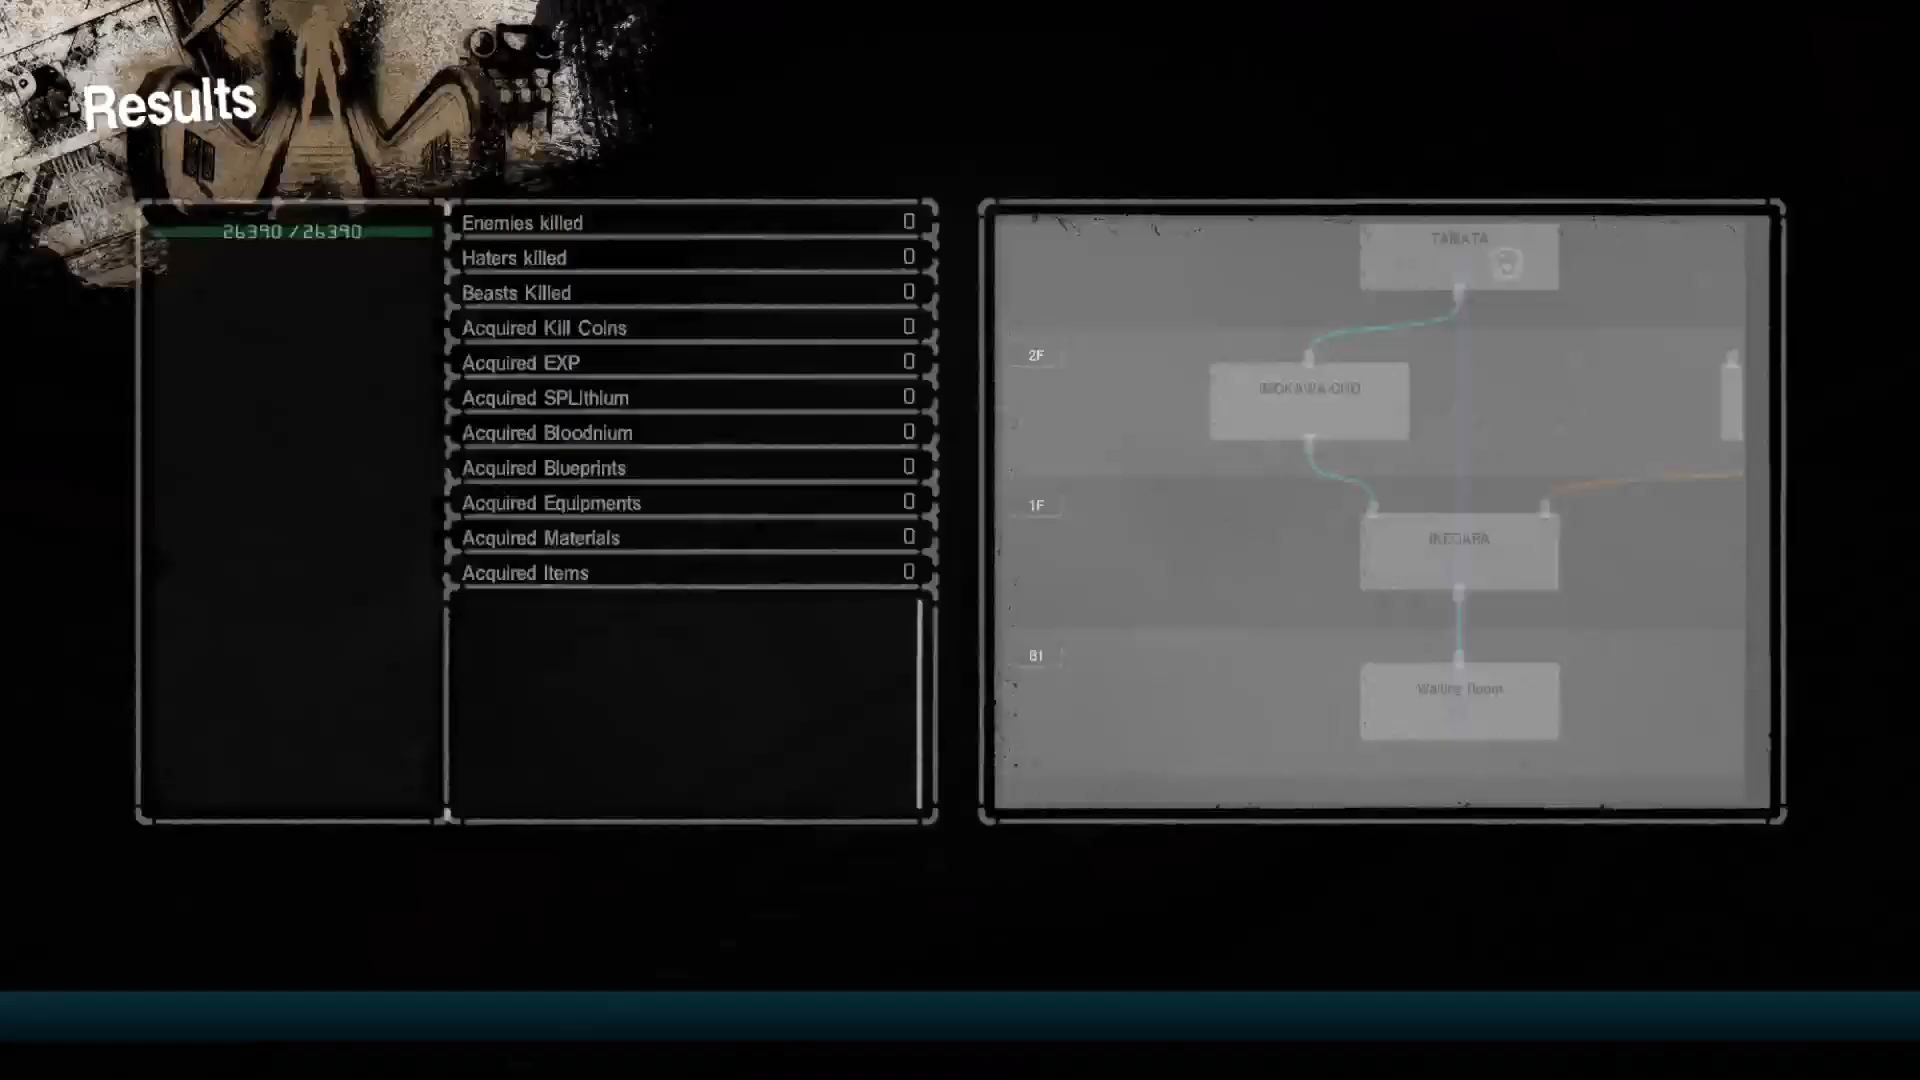 Results
26390 / 26390
Enemies killed 0
Haters killed 0
Beasts Killed 0
Acquired Kill Coins 0
Acquired EXP 0
Acquired SPLithium 0
Acquired Bloodnium 0
Acquired Blueprints 0
Acquired Equipments 0
Acquired Materials 0
Acquired Items 0
2F
1F
IKEGARA
B1
Waiting Room